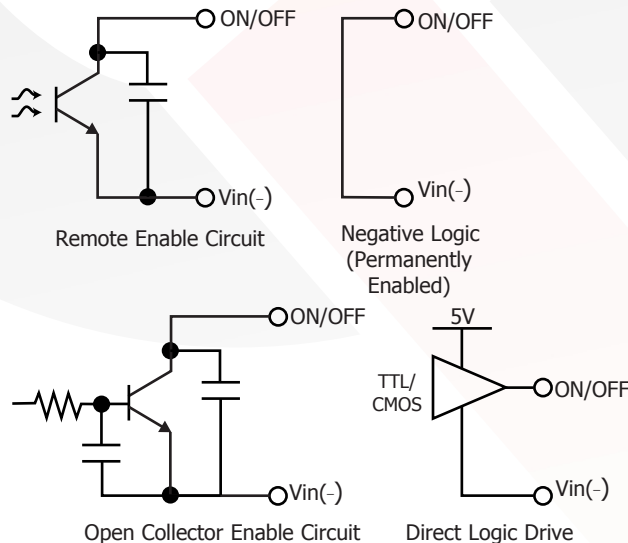 ON/OFF
Vin(-)
Remote Enable Circuit
ON/OFF
Vin(-)
Negative Logic
(Permanently
Enabled)
ON/OFF
Vin(-)
Open Collector Enable Circuit
5V
TTL/
CMOS
ON/OFF
Vin(-)
Direct Logic Drive